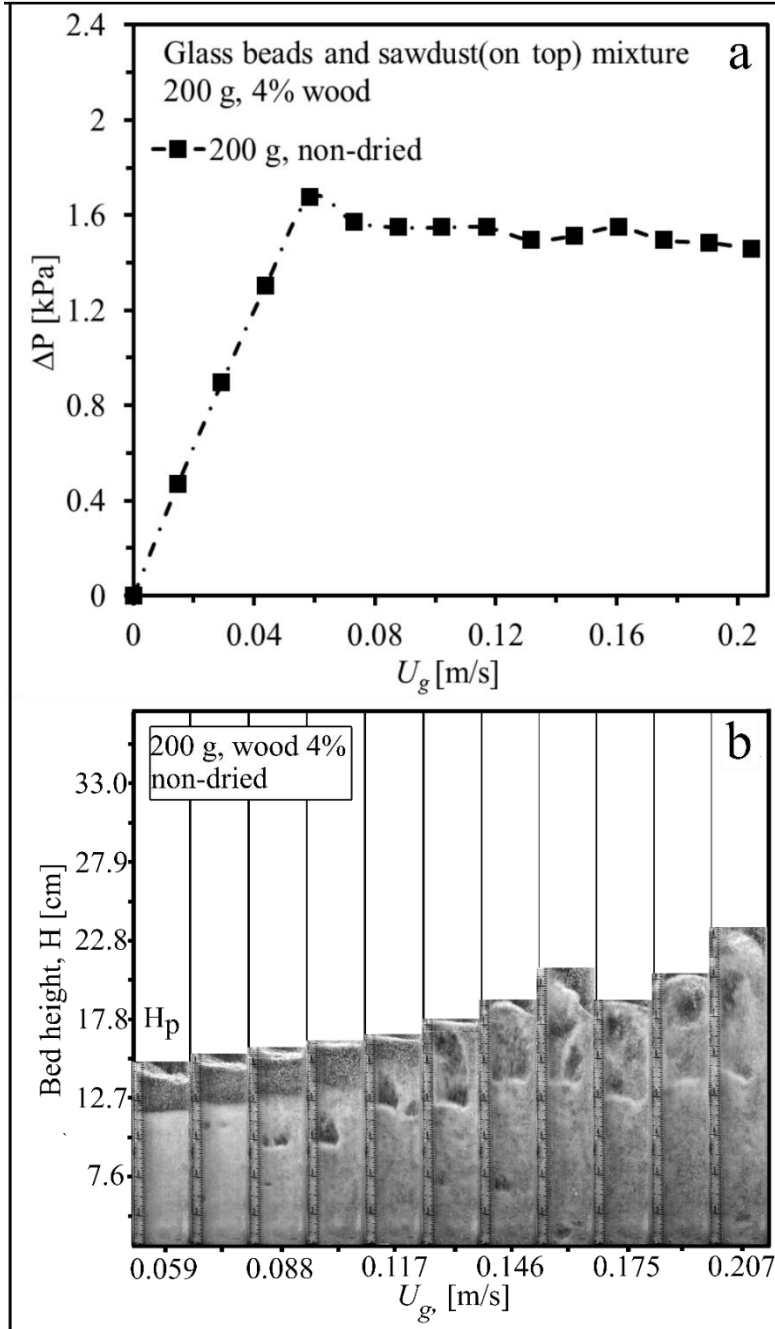 2.4
2
1.6
1.2
0.8
0.4
0
ΔP [kPa]
Glass beads and sawdust(on top) mixture
200 g, 4% wood
200 g, non-dried
a
0 0.04 0.08 0.12 0.16 0.2
U_g [m/s]
200 g, wood 4%
non-dried
b
33.0
27.9
22.8
17.8
12.7
7.6
Bed height, H [cm]
H_p
0.059 0.088 0.117 0.146 0.175 0.207
U_g, [m/s]